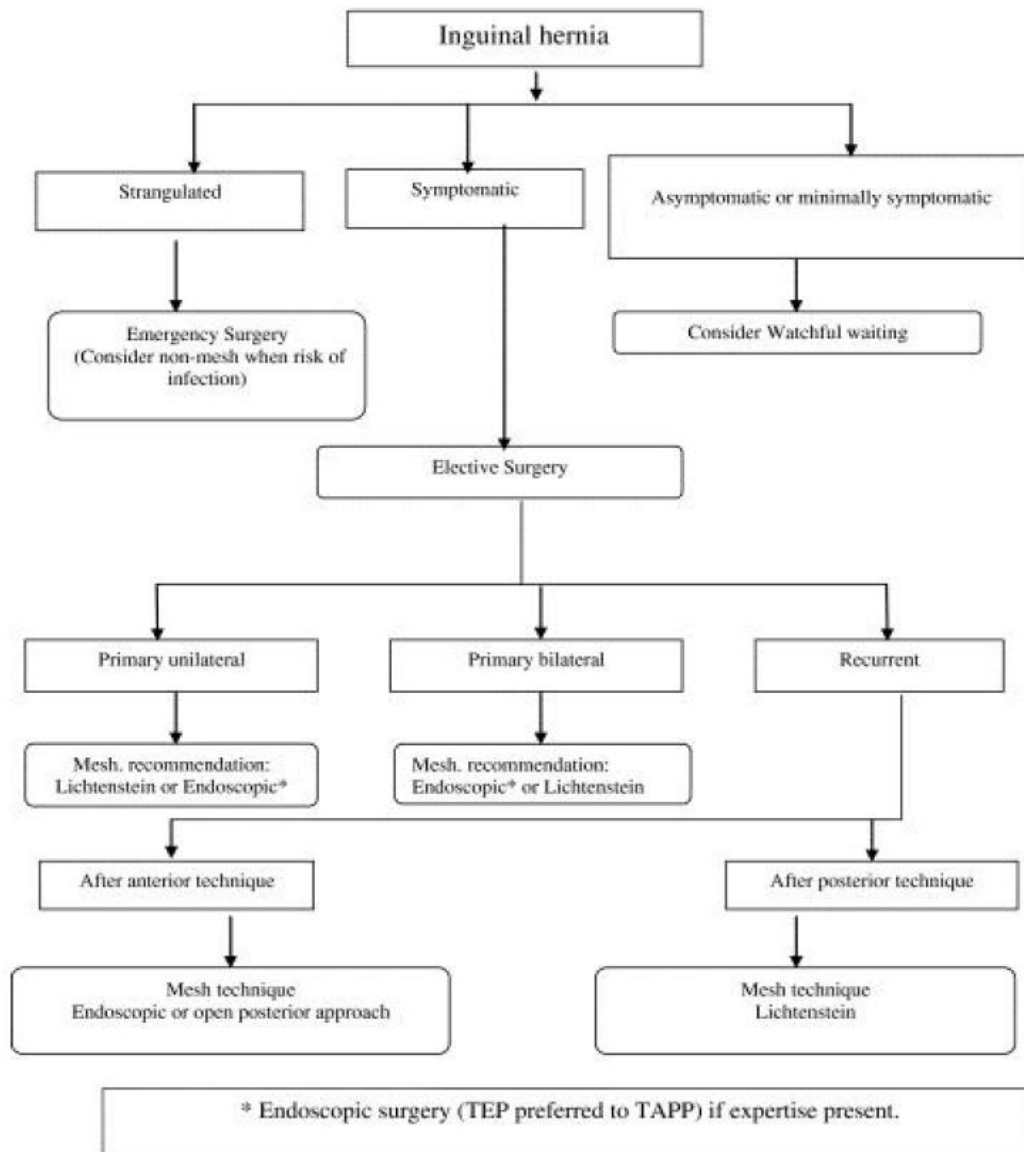 Inguinal hernia
Strangulated
Symptomatic
Asymptomatic or minimally symptomatic
Emergency Surgery
(Consider non-mesh when risk of
infection)
Consider Watchful waiting
Elective Surgery
Primary unilateral
Primary bilateral
Recurrent
Mesh. recommendation:
Lichtenstein or Endoscopic*
Mesh. recommendation:
Endoscopic* or Lichtenstein
After anterior technique
After posterior technique
Mesh technique
Endoscopic or open posterior approach
Mesh technique
Lichtenstein
* Endoscopic surgery (TEP preferred to TAPP) if expertise present.